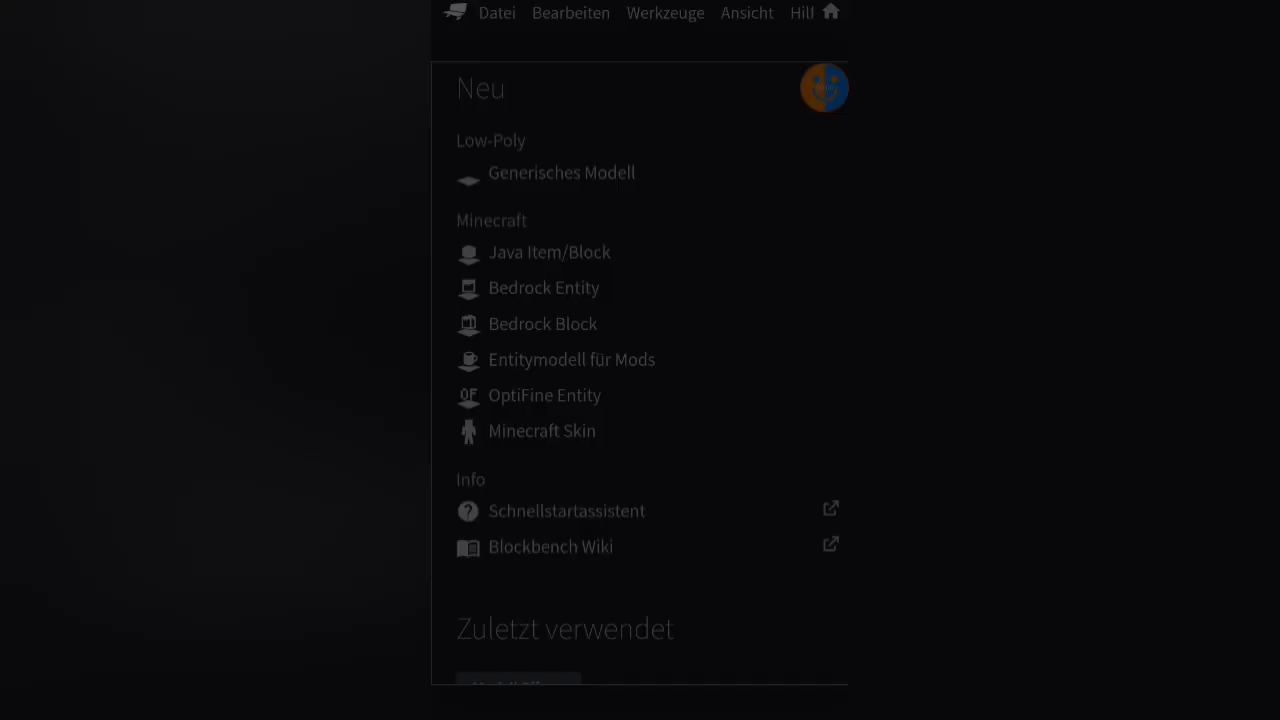 Datei Bearbeiten Werkzeuge Ansicht Hilf
Neu
Low-Poly
Generisches Modell
Minecraft
Java Item/Block
Bedrock Entity
Bedrock Block
Entitymodell für Mods
OF OptiFine Entity
Minecraft Skin
Info
Schnellstartassistent
Blockbench Wiki
Zuletzt verwendet